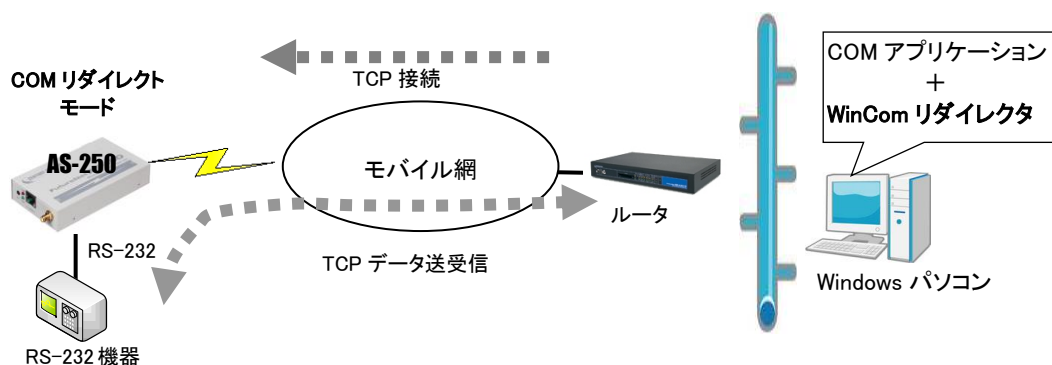 COM アプリケーション
+
WinCom リダイレクタ
TCP 接続
COM リダイレクト
モード
AS-250
モバイル網
ルータ
RS-232
TCP データ送受信
Windows パソコン
RS-232 機器